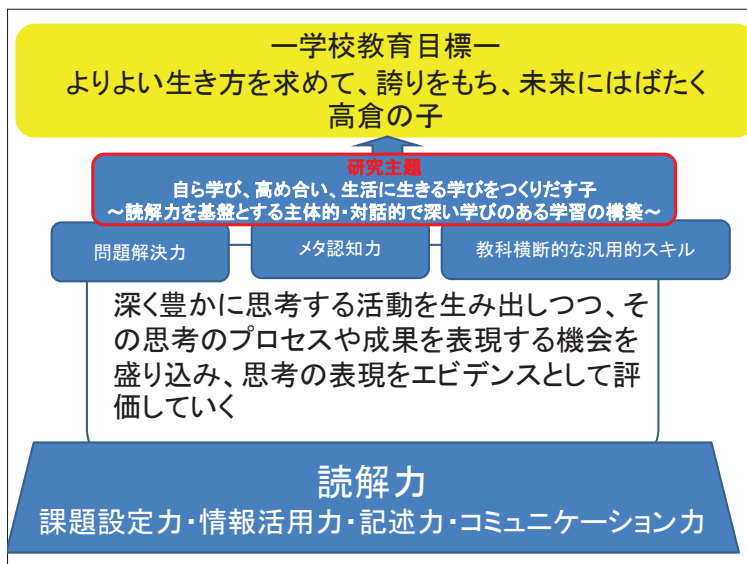 ー学校教育目標ー
よりよい生き方を求めて、誇りをもち、未来にはばたく
高倉の子
研究主題
自ら学び、高め合い、生活に生きる学びをつくりだす子
～読解力を基盤とする主体的・対話的で深い学びのある学習の構築～
問題解決力
メタ認知力
教科横断的な汎用的スキル
深く豊かに思考する活動を生み出しつつ、そ
の思考のプロセスや成果を表現する機会を
盛り込み、思考の表現をエビデンスとして評
価していく
読解力
課題設定力・情報活用力・記述力・コミュニケーション力